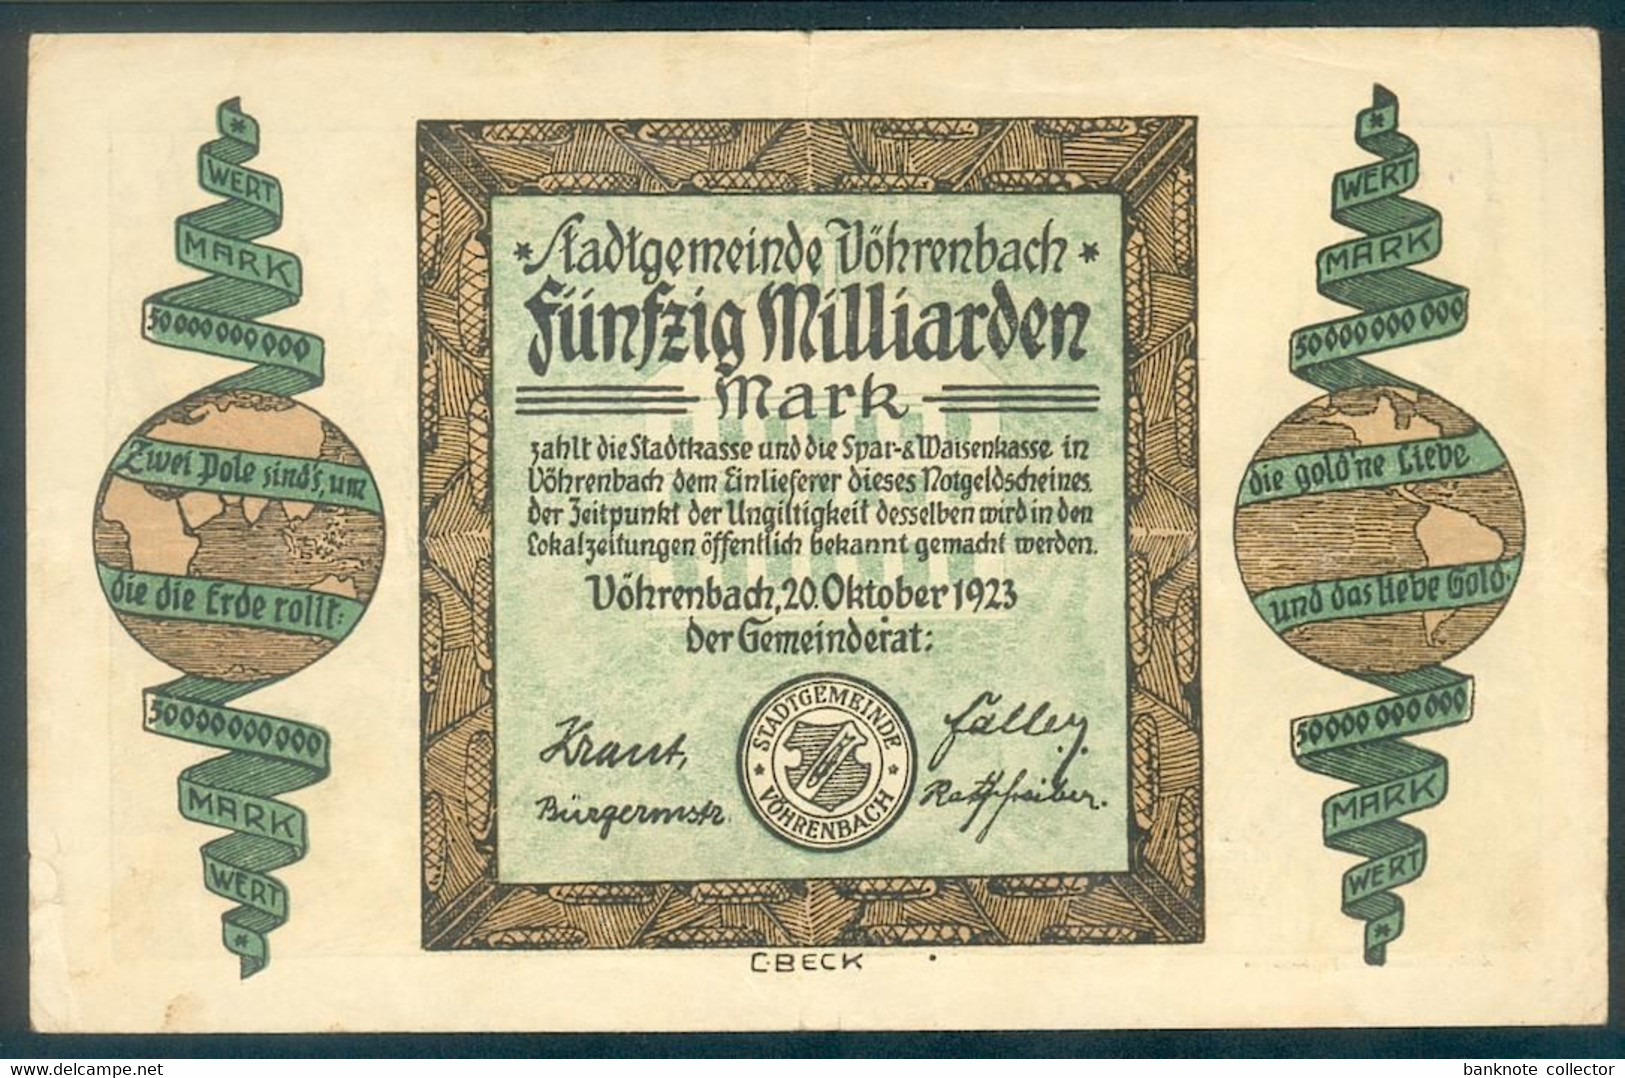 *
WERT
MARK
50 000 000 000
Zwei Pole sind's, um
die die Erde rollt:
50 000 000 000
MARK
WERT
*
* Stadtgemeinde Vöhrenbach *
Fünfzig Milliarden
Mark
zahlt die Stadtkasse und die Spar-& Waisenkasse in
Vöhrenbach dem Einlieferer dieses Notgeldscheines.
Der Zeitpunkt der Ungiltigkeit desselben wird in den
Lokalzeitungen öffentlich bekannt gemacht werden.
Vöhrenbach, 20. Oktober 1923
Der Gemeinderat:
Kraut,
Bürgermstr.
* STADTGEMEINDE *
VÖHRENBACH
Faller,
Ratschreiber.
C·BECK
*
WERT
MARK
50 000 000 000
die gold'ne Liebe
und das liebe Gold.
50 000 000 000
MARK
WERT
*
www.delcampe.net
banknote collector